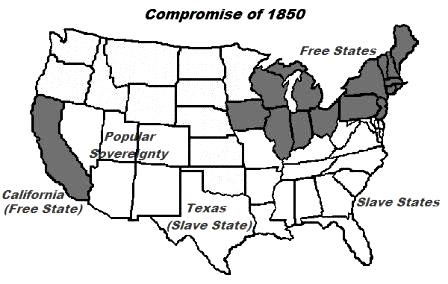 Compromise of 1850
Free States
Popular
Sovereignty
California
(Free State)
Texas
(Slave State)
Slave States